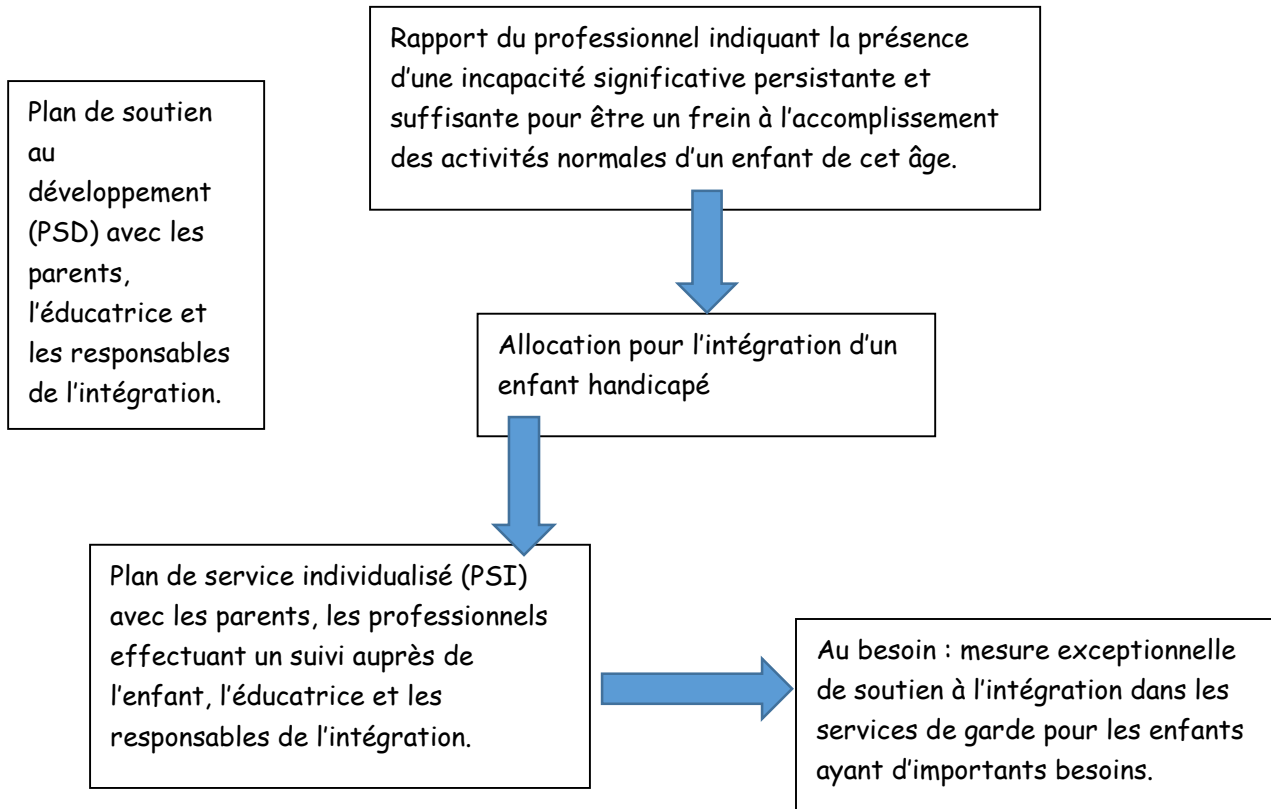 Rapport du professionnel indiquant la présence
d’une incapacité significative persistante et
suffisante pour être un frein à l’accomplissement
des activités normales d’un enfant de cet âge.
Plan de soutien
au
développement
(PSD) avec les
parents,
l’éducatrice et
les responsables
de l’intégration.
Allocation pour l’intégration d’un
enfant handicapé
Plan de service individualisé (PSI)
avec les parents, les professionnels
effectuant un suivi auprès de
l’enfant, l’éducatrice et les
responsables de l’intégration.
Au besoin : mesure exceptionnelle
de soutien à l’intégration dans les
services de garde pour les enfants
ayant d’importants besoins.